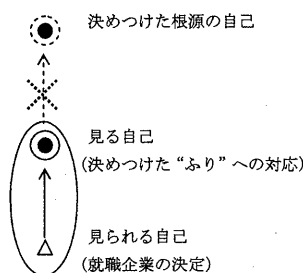 決めつけた根源の自己
見る自己
(決めつけた“ふり”への対応)
見られる自己
(就職企業の決定)